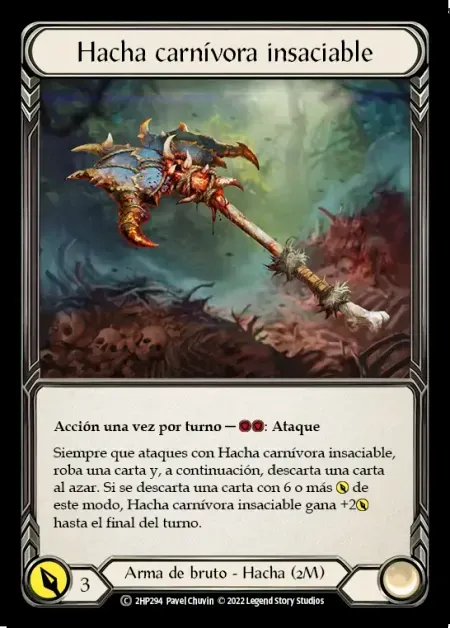 Hacha carnívora insaciable
Acción una vez por turno — : Ataque
Siempre que ataques con Hacha carnívora insaciable,
roba una carta y, a continuación, descarta una carta
al azar. Si se descarta una carta con 6 o más de
este modo, Hacha carnívora insaciable gana +2
hasta el final del turno.
3
Arma de bruto - Hacha (2M)
C 2HP294 Pavel Chuvin © 2022 Legend Story Studios